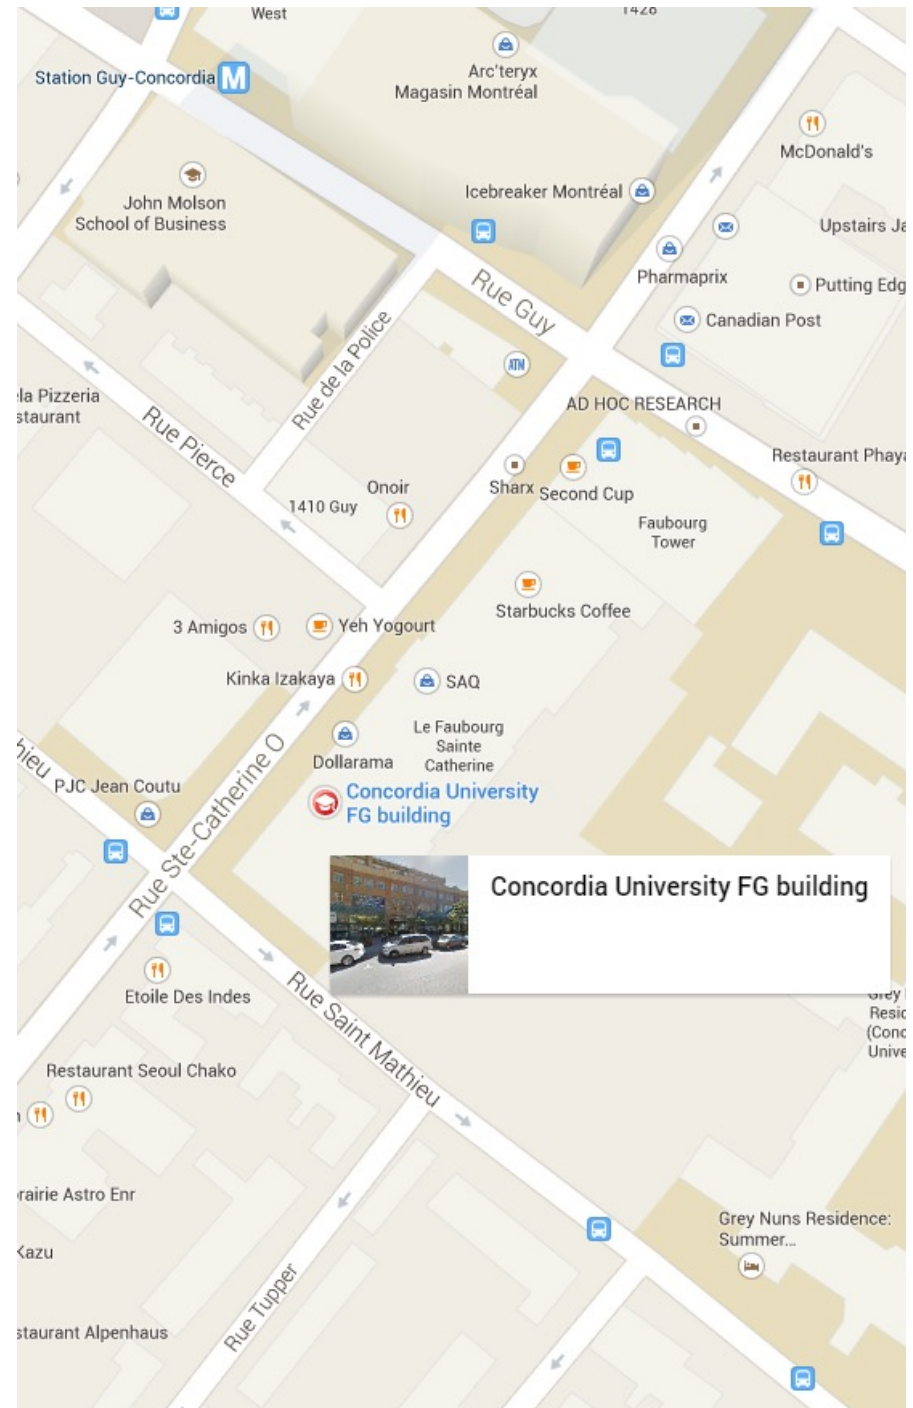 West
1428
Station Guy-Concordia
M
Arc'teryx
Magasin Montréal
McDonald's
John Molson
School of Business
Icebreaker Montréal
Upstairs Ja
Pharmaprix
Rue Guy
Putting Edg
Canadian Post
Rue de la Police
ATM
la Pizzeria
staurant
AD HOC RESEARCH
Rue Pierce
Restaurant Phaya
Onoir
Sharx
Second Cup
1410 Guy
Faubourg
Tower
Starbucks Coffee
3 Amigos
Yeh Yogourt
Kinka Izakaya
SAQ
Le Faubourg
Sainte
Catherine
Dollarama
hieu
PJC Jean Coutu
Rue Ste-Catherine O
Concordia University
FG building
Concordia University FG building
Etoile Des Indes
Rue Saint Mathieu
Grey
Resid
(Conc
Unive
Restaurant Seoul Chako
rairie Astro Enr
Kazu
Grey Nuns Residence:
Summer...
Rue Tupper
staurant Alpenhaus